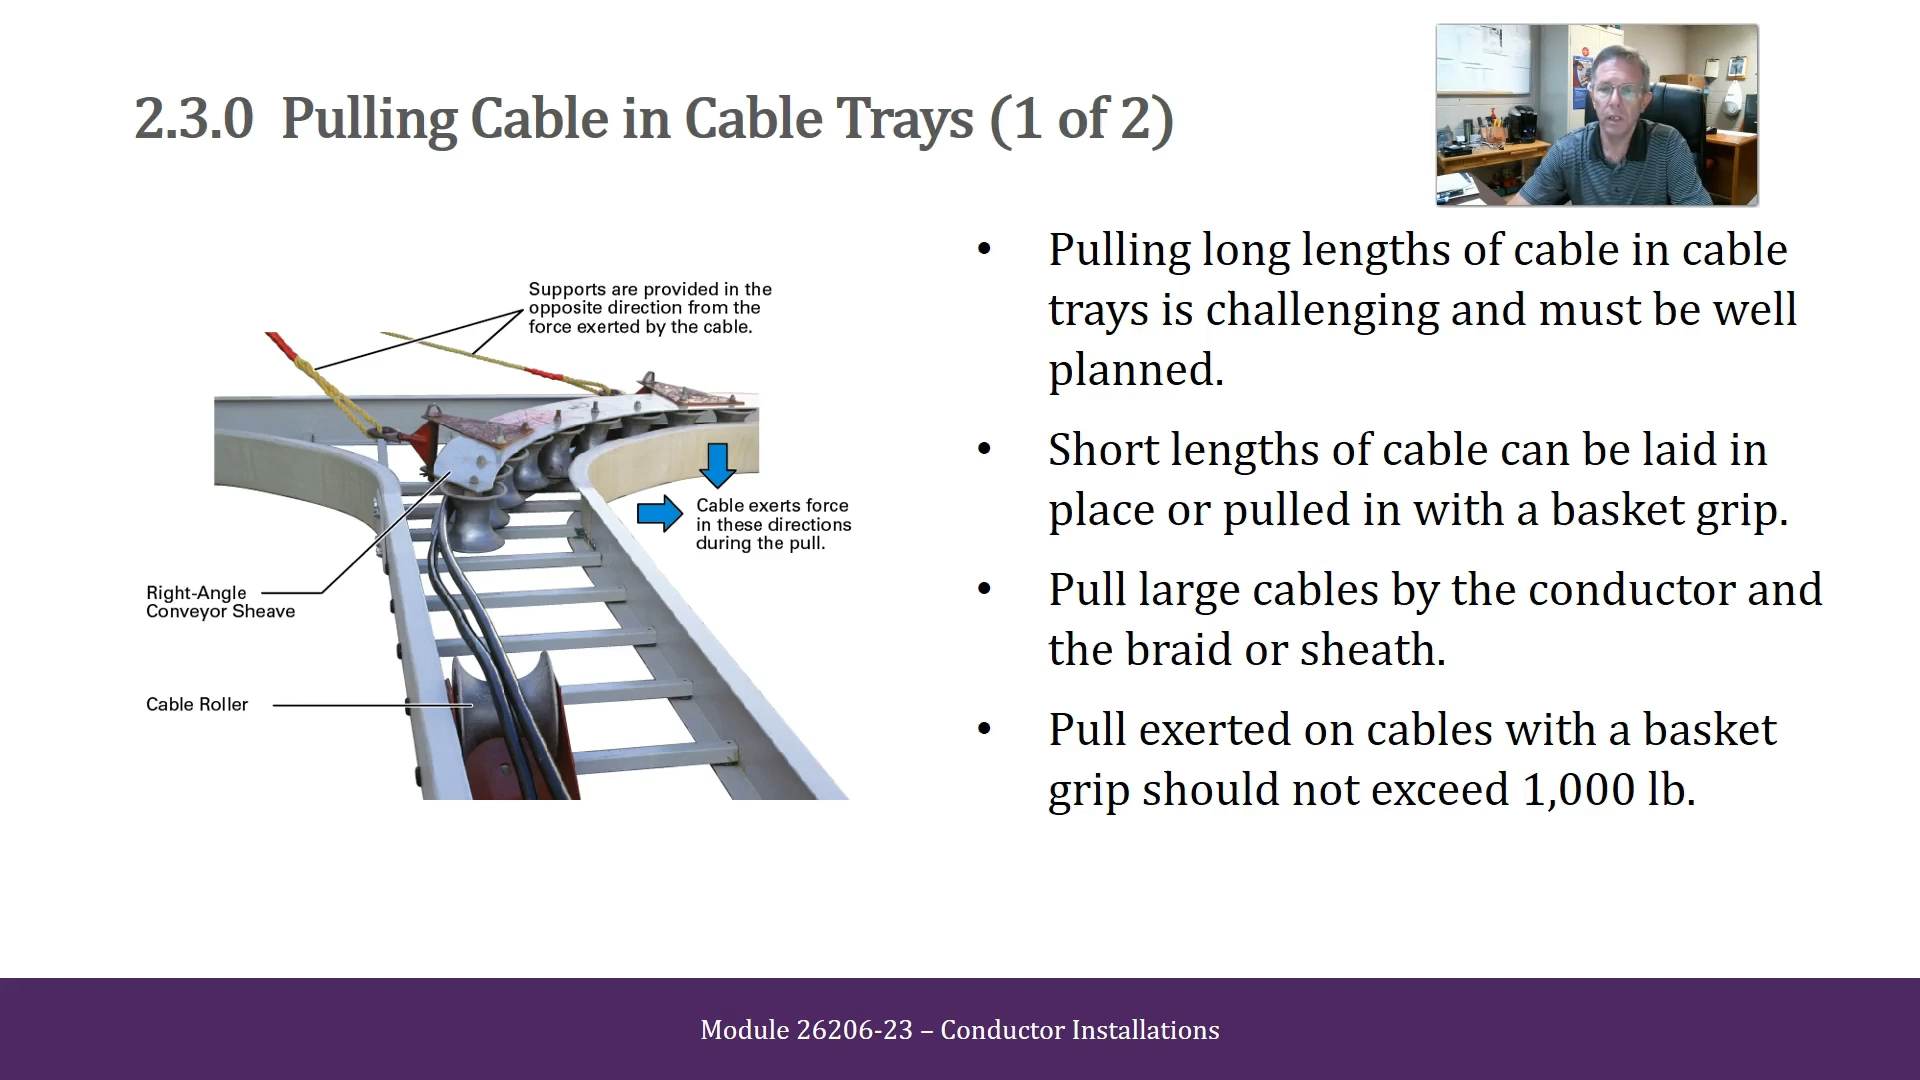 2.3.0 Pulling Cable in Cable Trays (1 of 2)
Supports are provided in the
opposite direction from the
force exerted by the cable.
Cable exerts force
in these directions
during the pull.
Right-Angle
Conveyor Sheave
Cable Roller
• Pulling long lengths of cable in cable
trays is challenging and must be well
planned.
• Short lengths of cable can be laid in
place or pulled in with a basket grip.
• Pull large cables by the conductor and
the braid or sheath.
• Pull exerted on cables with a basket
grip should not exceed 1,000 lb.
Module 26206-23 – Conductor Installations